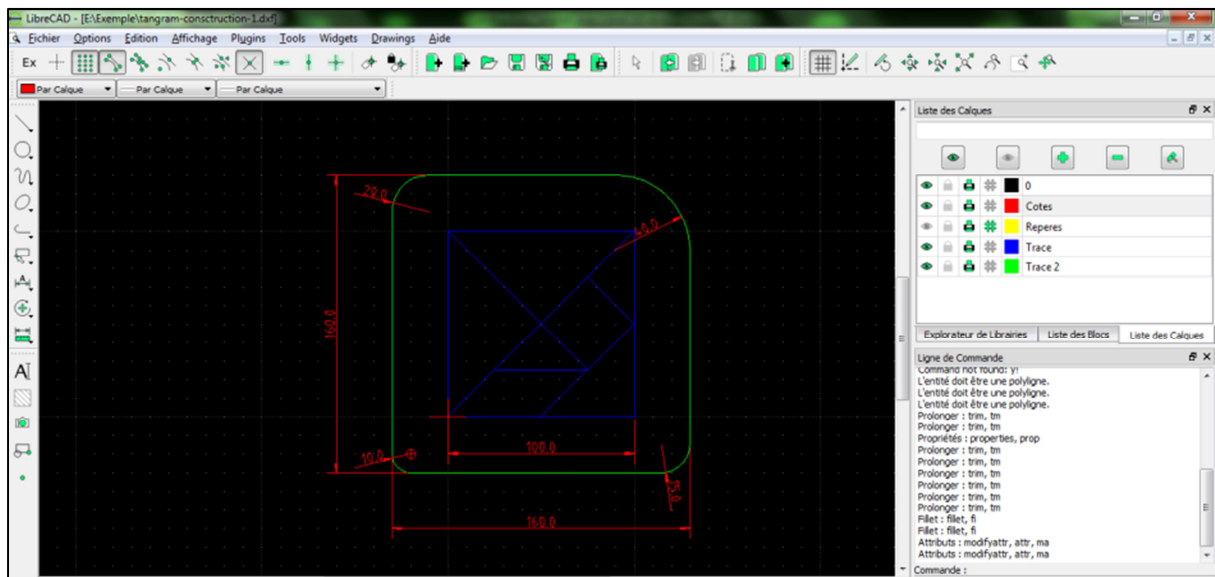 LibreCAD - [E:\Exemple\tangram-consctruction-1.dxf]
Eichier Options Edition Affichage Plugins Tools Widgets Drawings Aide
Ex
Par Calque Par Calque Par Calque
Liste des Calques
0
Cotes
Reperes
Trace
Trace 2
Explorateur de Librairies Liste des Blocs Liste des Calques
Ligne de Commande
Command not found: y!
L'entité doit être une polyligne.
L'entité doit être une polyligne.
L'entité doit être une polyligne.
Prolonger : trim, tm
Prolonger : trim, tm
Propriétés : properties, prop
Prolonger : trim, tm
Prolonger : trim, tm
Prolonger : trim, tm
Prolonger : trim, tm
Prolonger : trim, tm
Prolonger : trim, tm
Fillet : fillet, fi
Fillet : fillet, fi
Attributs : modifyattr, attr, ma
Attributs : modifyattr, attr, ma
Commande :
20.0
40.0
160.0
10.0
100.0
15.0
160.0
A